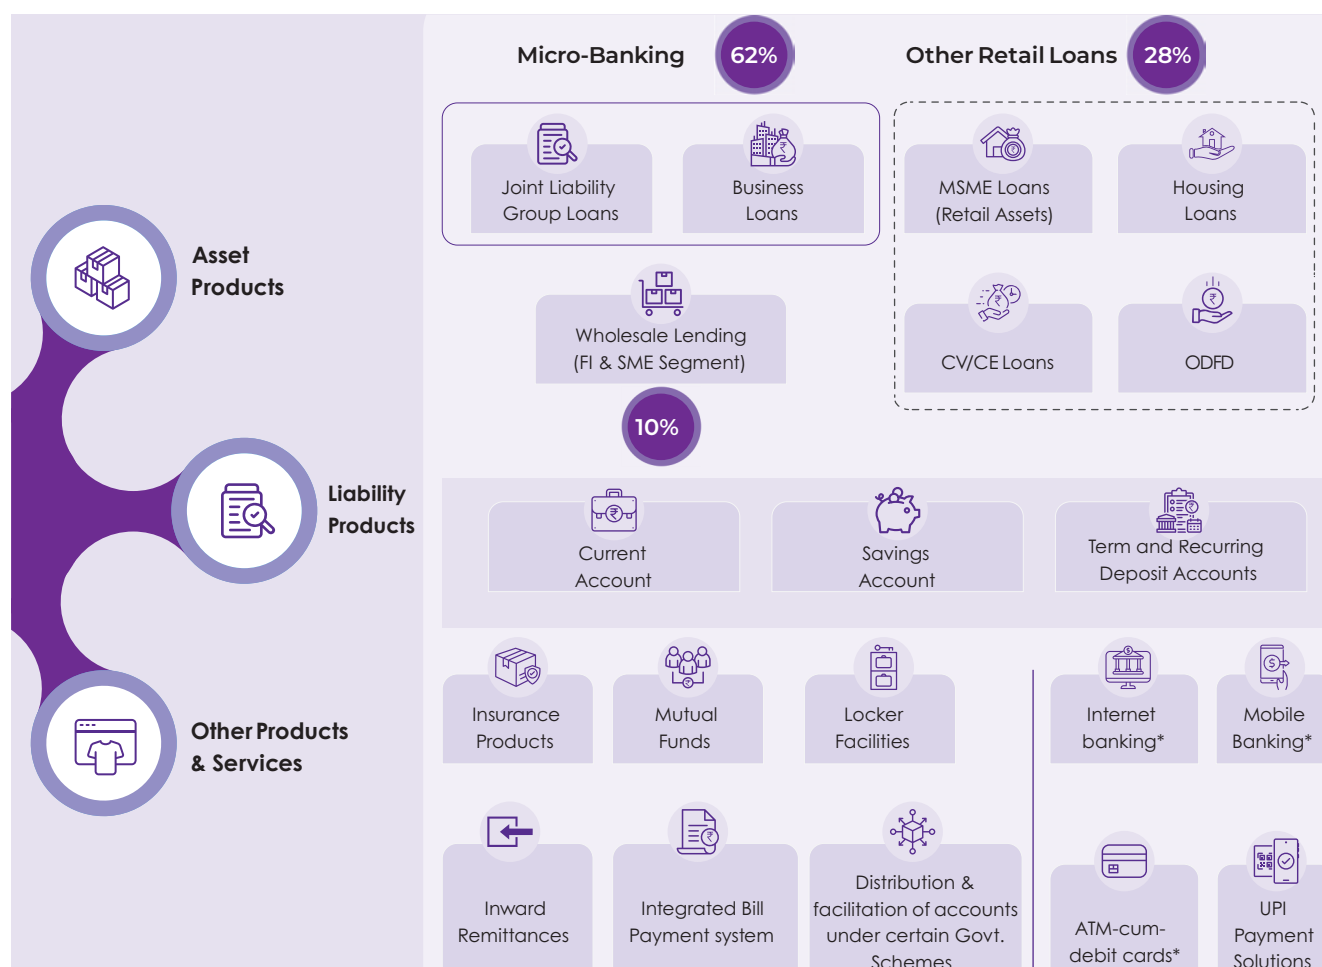 Micro-Banking
62%
Other Retail Loans
28%
Joint Liability
Group Loans
Business
Loans
MSME Loans
(Retail Assets)
Housing
Loans
Asset
Products
Wholesale Lending
(FI & SME Segment)
CV/CE Loans
ODFD
10%
Liability
Products
Current
Account
Savings
Account
Term and Recurring
Deposit Accounts
Other Products
& Services
Insurance
Products
Mutual
Funds
Locker
Facilities
Internet
banking*
Mobile
Banking*
Inward
Remittances
Integrated Bill
Payment system
Distribution &
facilitation of accounts
under certain Govt.
Schemes
ATM-cum-
debit cards*
UPI
Payment
Solutions